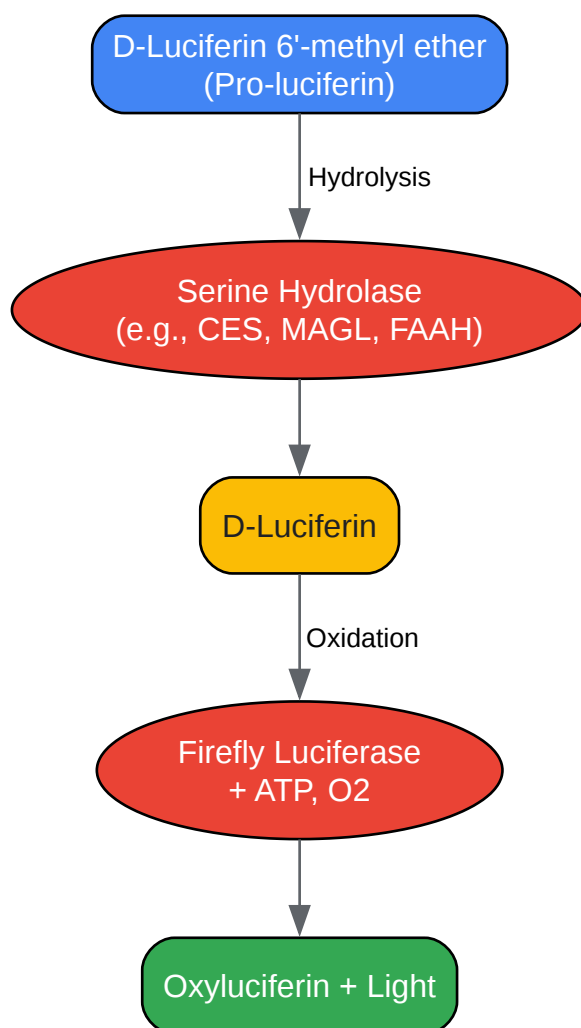 D-Luciferin 6'-methyl ether
(Pro-luciferin)
Hydrolysis
Serine Hydrolase
(e.g., CES, MAGL, FAAH)
D-Luciferin
Oxidation
Firefly Luciferase
+ ATP, O2
Oxyluciferin + Light